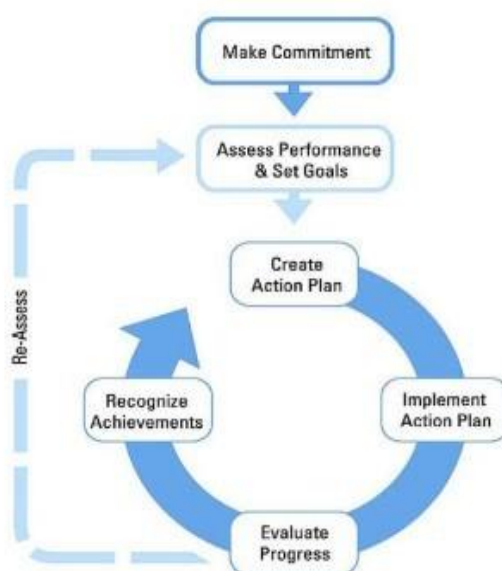 Make Commitment
Assess Performance
& Set Goals
Create
Action Plan
Re-Assess
Recognize
Achievements
Implement
Action Plan
Evaluate
Progress